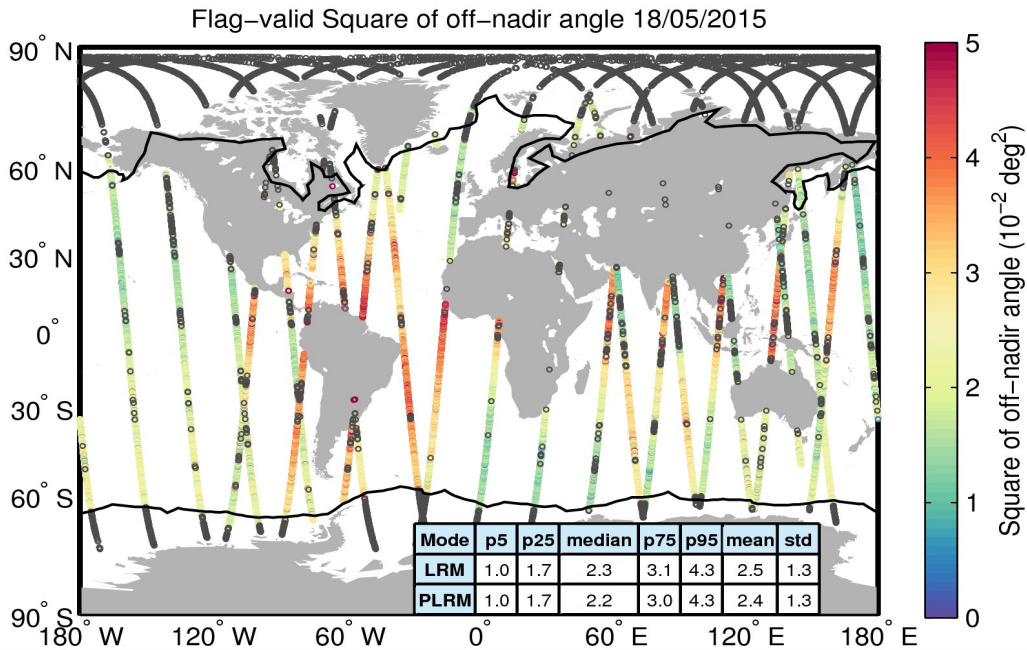 Flag−valid Square of off−nadir angle 18/05/2015
90° N
60° N
30° N
0°
30° S
60° S
90° S
180° W
120° W
60° W
0°
60° E
120° E
180° E
Mode p5 p25 median p75 p95 mean std
LRM 1.0 1.7 2.3 3.1 4.3 2.5 1.3
PLRM 1.0 1.7 2.2 3.0 4.3 2.4 1.3
5
4
3
2
1
0
Square of off−nadir angle (10⁻² deg²)